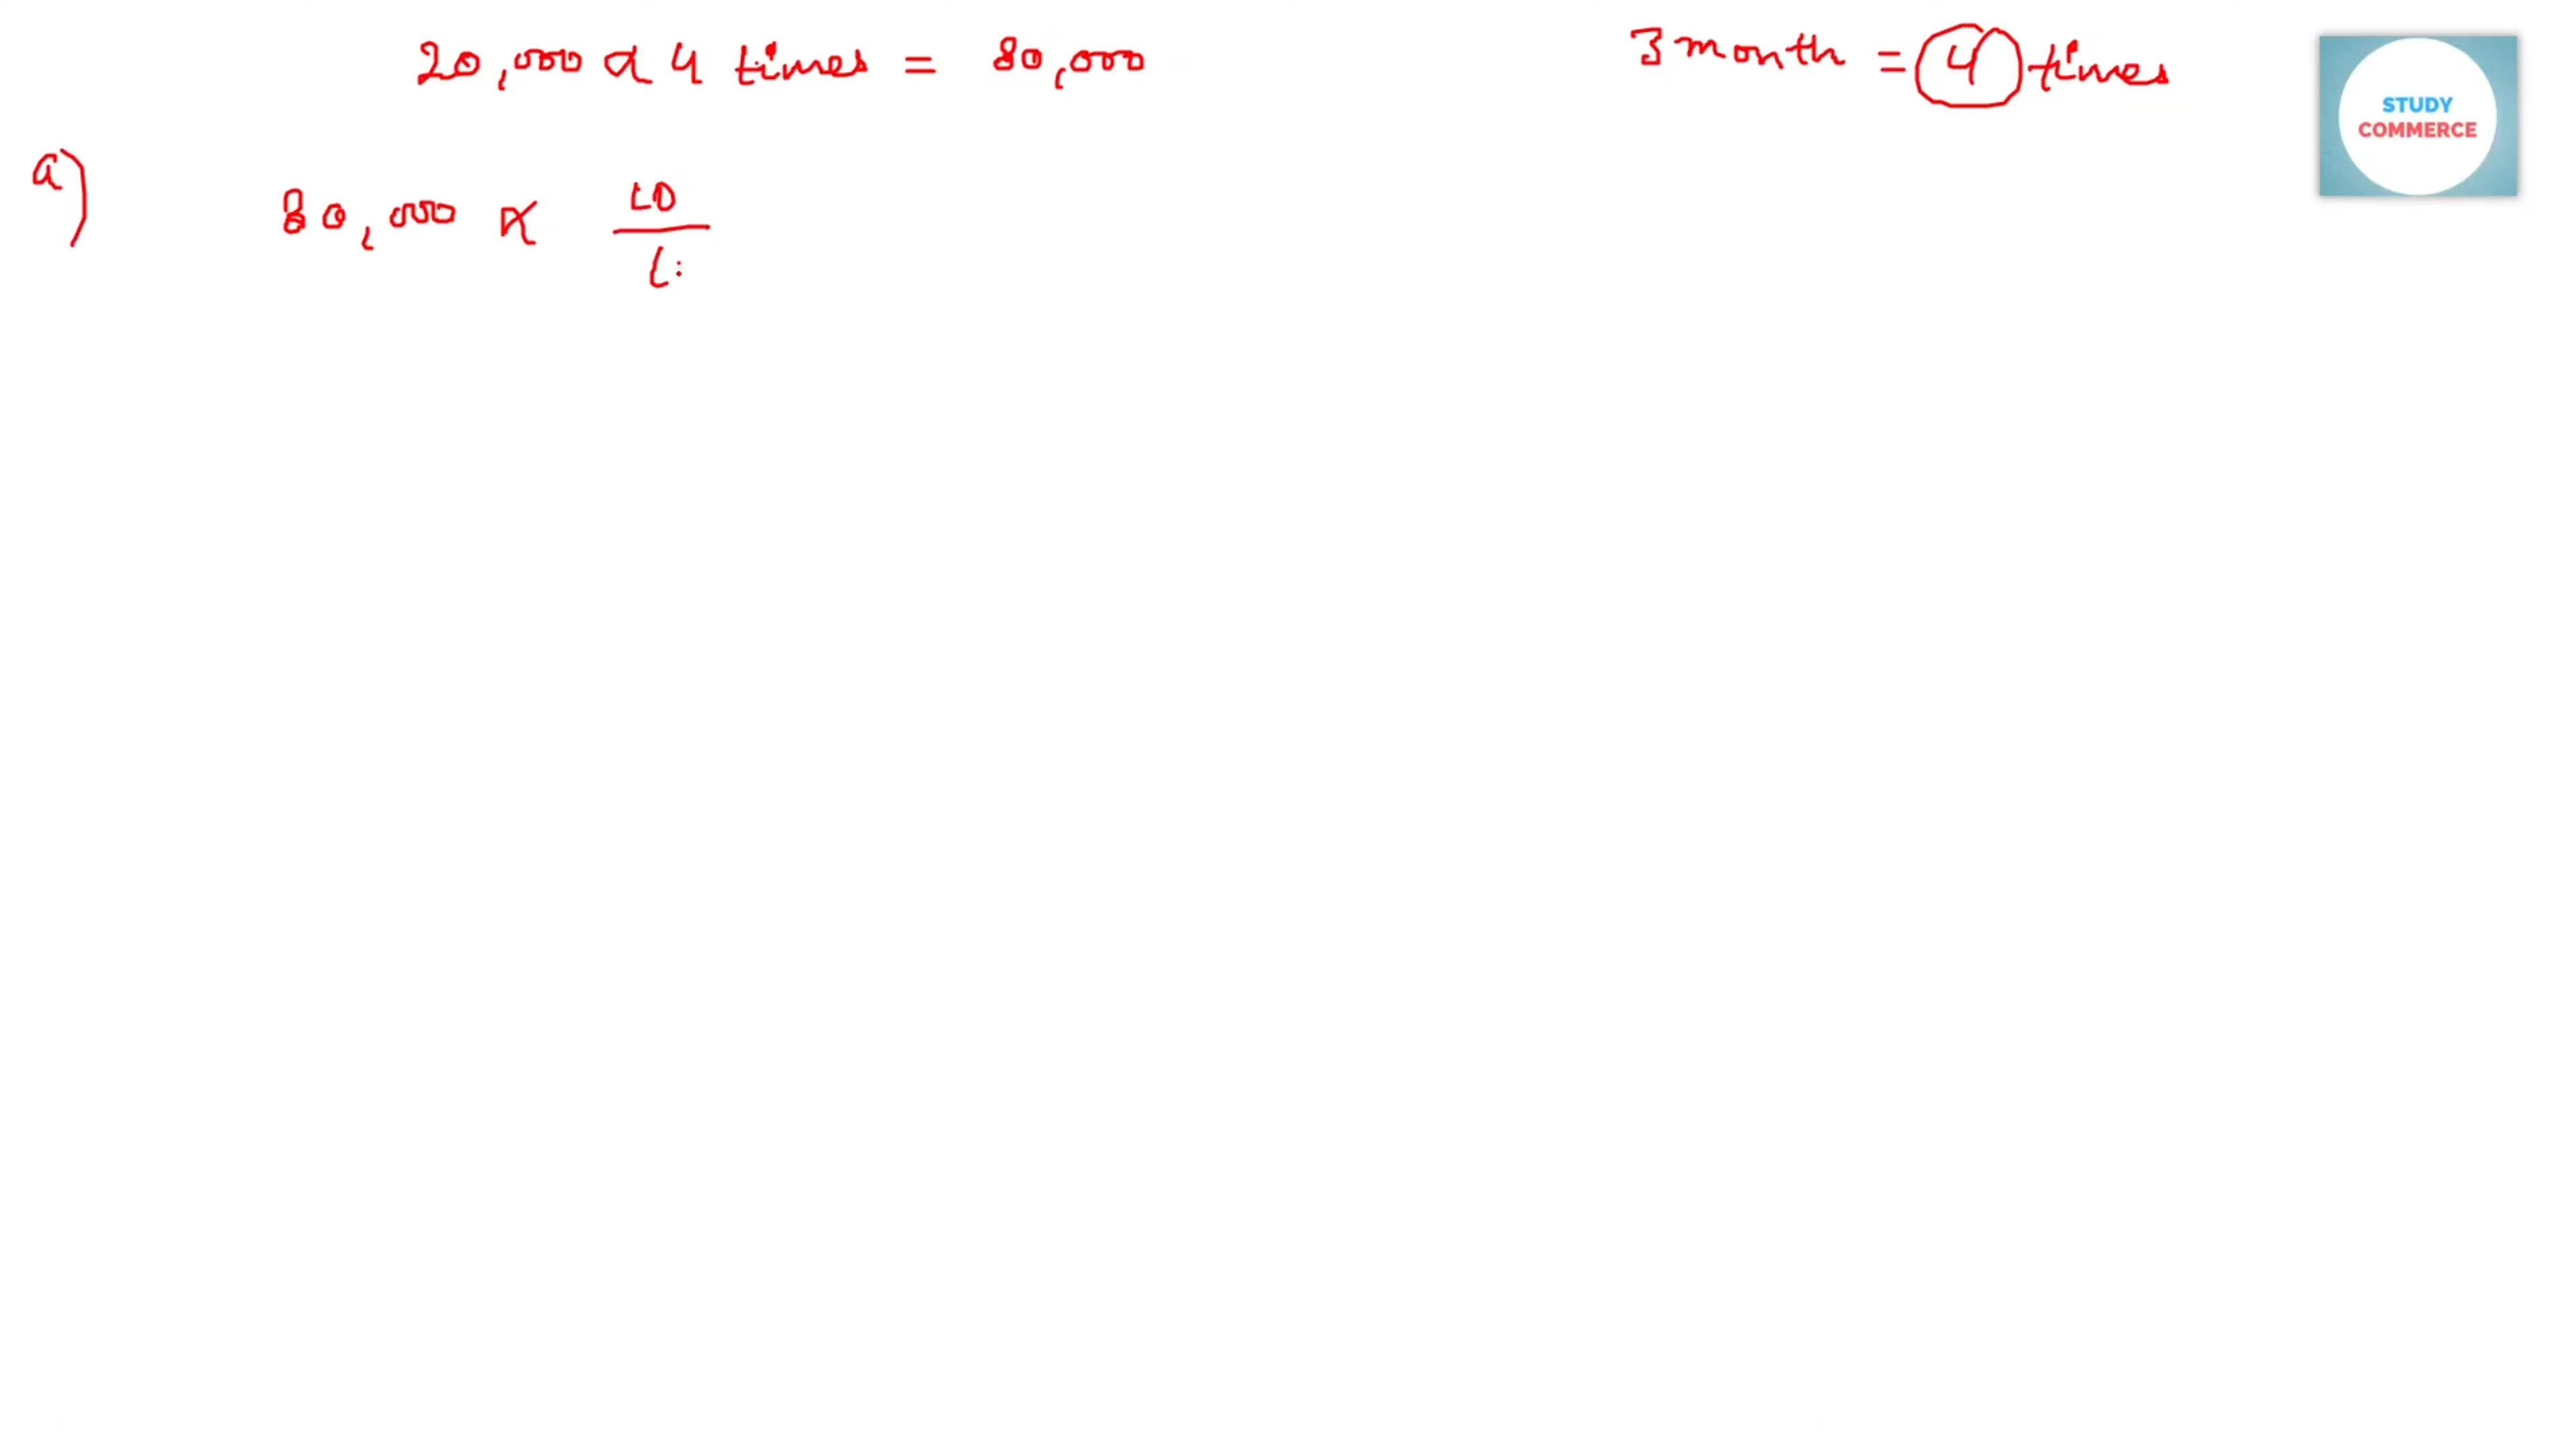 20,000 x 4 times = 80,000
3 month = 4 times
STUDY
COMMERCE
a)
80,000 x 10